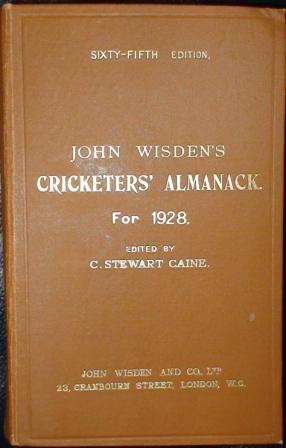 SIXTY-FIFTH EDITION,
JOHN WISDEN'S
CRICKETERS' ALMANACK.
For 1928.
EDITED BY
C. STEWART CAINE.
JOHN WISDEN AND CO. LTD
23, CRANBOURN STREET, LONDON, W.C.